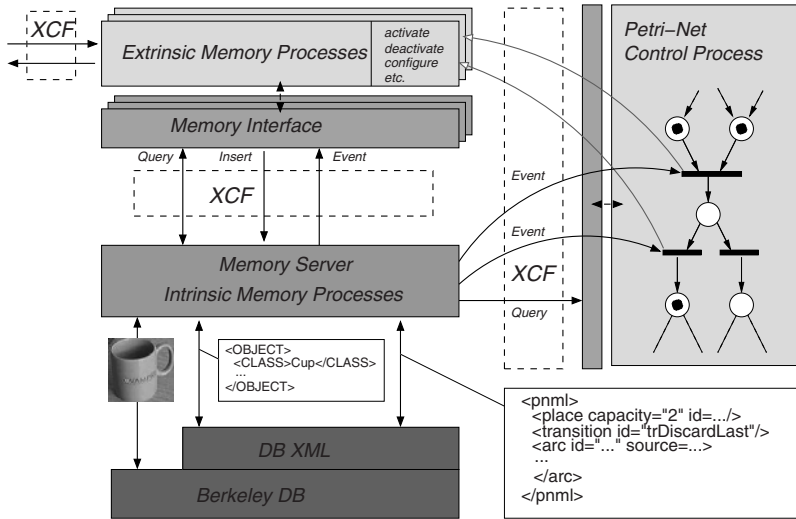 XCF
Extrinsic Memory Processes
activate
deactivate
configure
etc.
Memory Interface
Query
Insert
Event
XCF
Memory Server
Intrinsic Memory Processes
Event
Event
XCF
Query
Petri-Net
Control Process
<OBJECT>
<CLASS>Cup</CLASS>
...
</OBJECT>
DB XML
Berkeley DB
<pnml>
<place capacity="2" id=.../>
<transition id="trDiscardLast"/>
<arc id="..." source=...>
...
</arc>
</pnml>